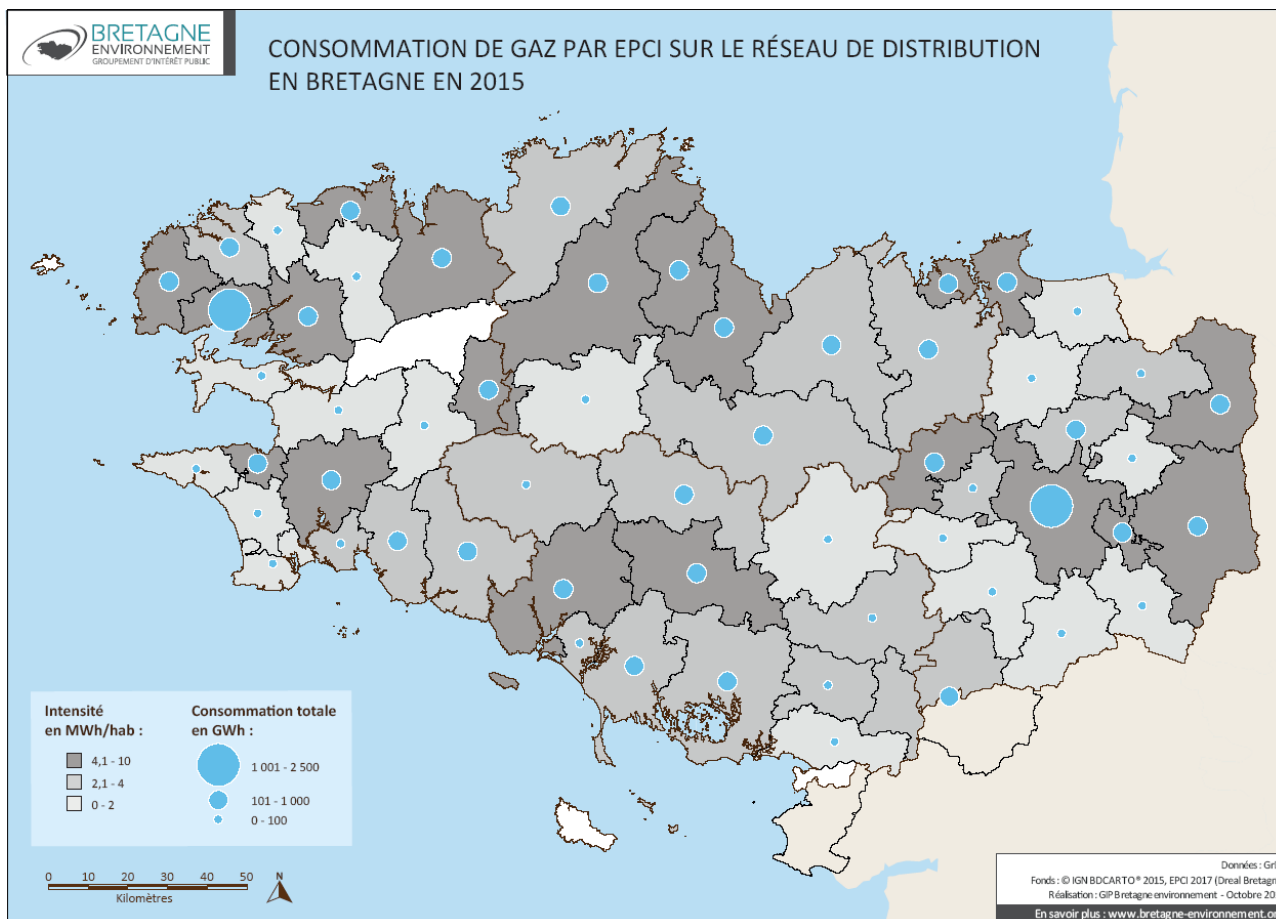 BRETAGNE
ENVIRONNEMENT
GROUPEMENT D'INTÉRÊT PUBLIC
CONSOMMATION DE GAZ PAR EPCI SUR LE RÉSEAU DE DISTRIBUTION
EN BRETAGNE EN 2015
Intensité
en MWh/hab :
4,1 - 10
2,1 - 4
0 - 2
Consommation totale
en GWh :
1 001 - 2 500
101 - 1 000
0 - 100
0 10 20 30 40 50
Kilomètres
N
Données :
Fonds : © IGN BDCARTO® 2015, EPCI 2017 (Dreal
Réalisation : GIP Bretagne environnement - Octobre
En savoir plus :